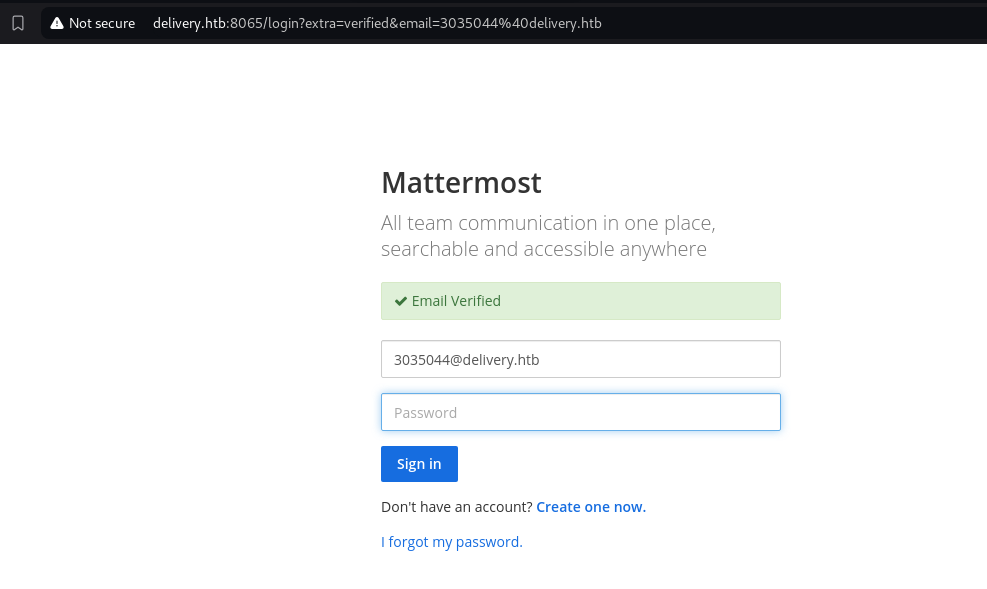 Not secure delivery.htb:8065/login?extra=verified&email=3035044%40delivery.htb
Mattermost
All team communication in one place,
searchable and accessible anywhere
Email Verified
3035044@delivery.htb
Password
Sign in
Don't have an account? Create one now.
I forgot my password.